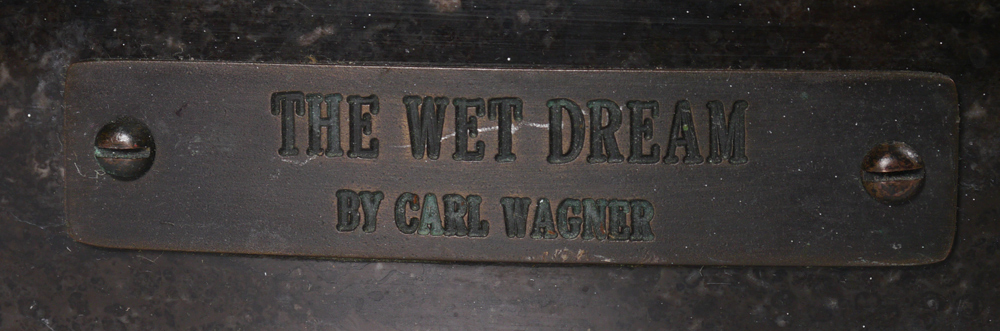 THE WET DREAM
BY CARL WAGNER